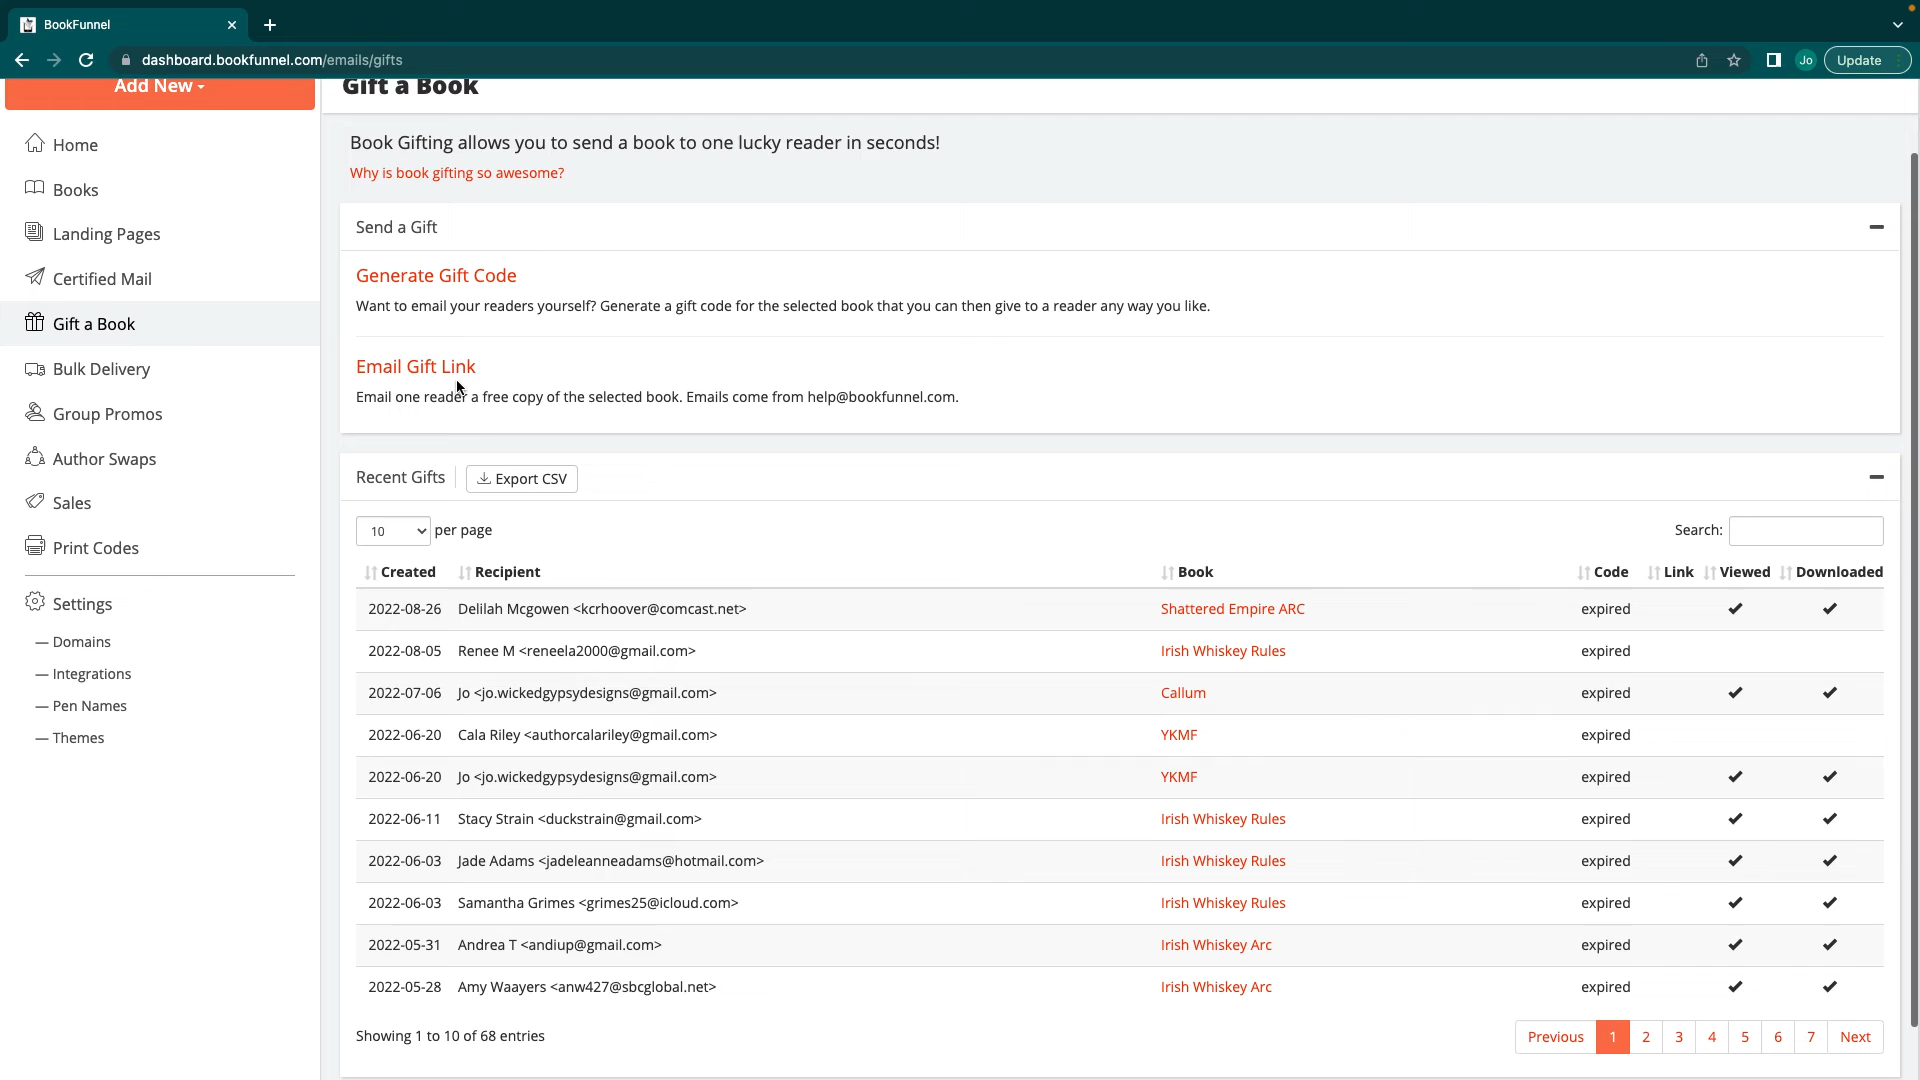 BookFunnel
dashboard.bookfunnel.com/emails/gifts
Jo
Update
Add New
Home
Books
Landing Pages
Certified Mail
Gift a Book
Bulk Delivery
Group Promos
Author Swaps
Sales
Print Codes
Settings
— Domains
— Integrations
— Pen Names
— Themes
Gift a Book
Book Gifting allows you to send a book to one lucky reader in seconds!
Why is book gifting so awesome?
Send a Gift
Generate Gift Code
Want to email your readers yourself? Generate a gift code for the selected book that you can then give to a reader any way you like.
Email Gift Link
Email one reader a free copy of the selected book. Emails come from help@bookfunnel.com.
Recent Gifts Export CSV
10 per page Search:
Created Recipient Book Code Link Viewed Downloaded
2022-08-26 Delilah Mcgowen <kcrhoover@comcast.net> Shattered Empire ARC expired
2022-08-05 Renee M <reneela2000@gmail.com> Irish Whiskey Rules expired
2022-07-06 Jo <jo.wickedgypsydesigns@gmail.com> Callum expired
2022-06-20 Cala Riley <authorcalariley@gmail.com> YKMF expired
2022-06-20 Jo <jo.wickedgypsydesigns@gmail.com> YKMF expired
2022-06-11 Stacy Strain <duckstrain@gmail.com> Irish Whiskey Rules expired
2022-06-03 Jade Adams <jadeleanneadams@hotmail.com> Irish Whiskey Rules expired
2022-06-03 Samantha Grimes <grimes25@icloud.com> Irish Whiskey Rules expired
2022-05-31 Andrea T <andiup@gmail.com> Irish Whiskey Arc expired
2022-05-28 Amy Waayers <anw427@sbcglobal.net> Irish Whiskey Arc expired
Showing 1 to 10 of 68 entries
Previous 1 2 3 4 5 6 7 Next